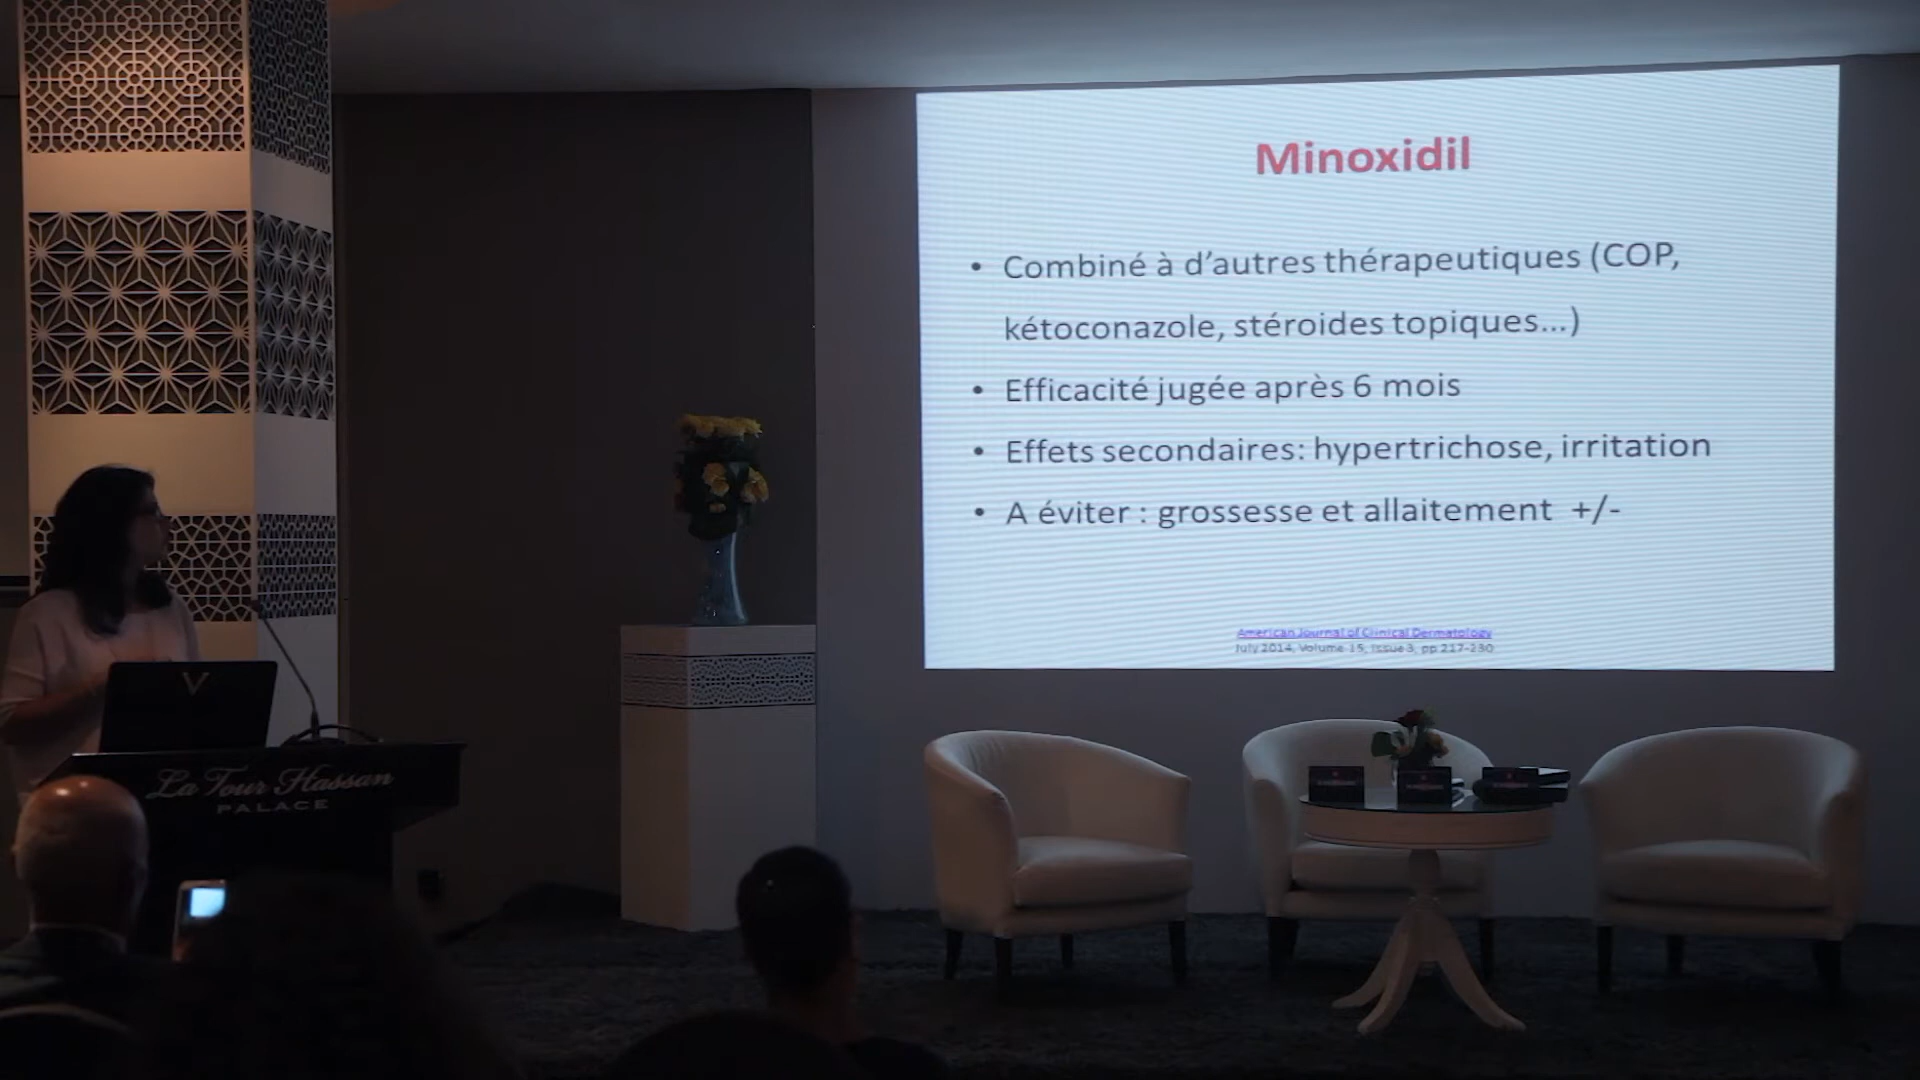 Minoxidil
• Combiné à d'autres thérapeutiques (COP,
kétoconazole, stéroides topiques...)
• Efficacité jugée après 6 mois
• Effets secondaires: hypertrichose, irritation
• A éviter : grossesse et allaitement +/-
American Journal of Clinical Dermatology
July 2014, Volume 15, Issue 3, pp 217-230
La Tour Hassan
PALACE